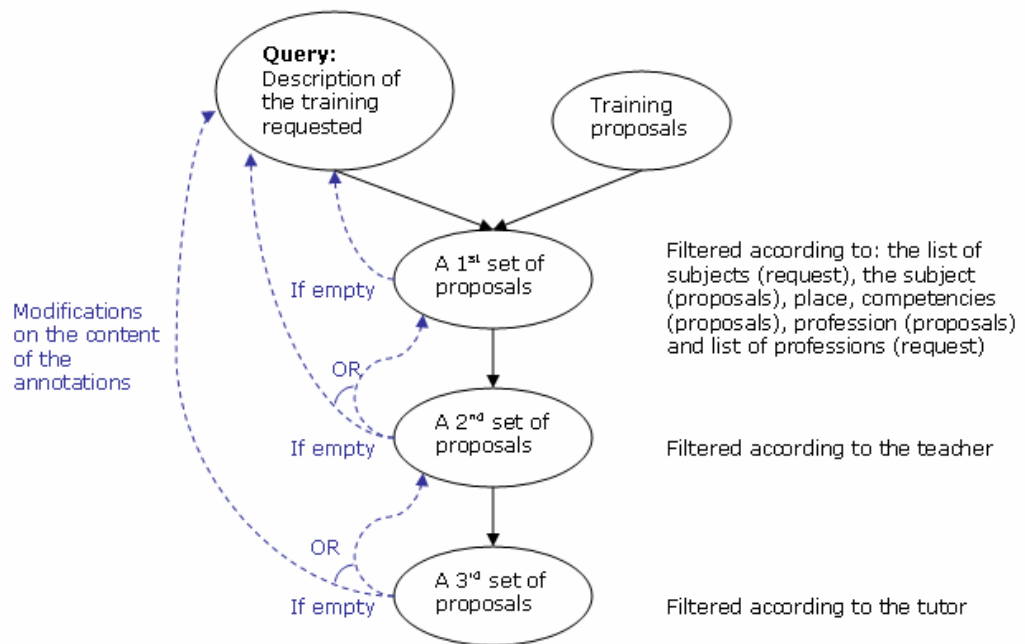 Query:
Description of
the training
requested
Training
proposals
A 1st set of
proposals
If empty
Filtered according to: the list of
subjects (request), the subject
(proposals), place, competencies
(proposals), profession (proposals)
and list of professions (request)
Modifications
on the content
of the
annotations
OR
A 2nd set of
proposals
If empty
Filtered according to the teacher
OR
A 3rd set of
proposals
If empty
Filtered according to the tutor